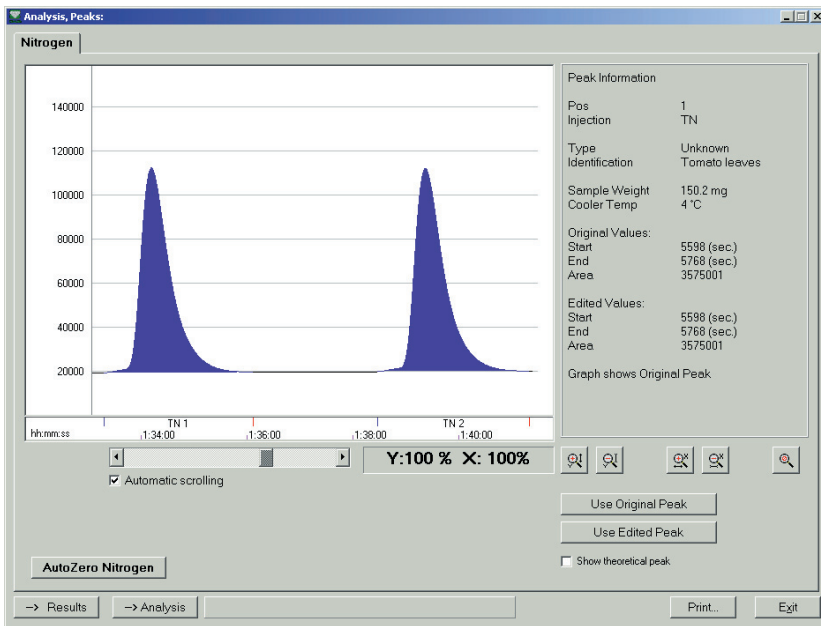 Analysis, Peaks:
Nitrogen
140000
120000
100000
80000
60000
40000
20000
TN 1
TN 2
hh:mm:ss
1:34:00
1:36:00
1:38:00
1:40:00
Y:100 % X: 100%
Automatic scrolling
AutoZero Nitrogen
Peak Information
Pos 1
Injection TN
Type Unknown
Identification Tomato leaves
Sample Weight 150.2 mg
Cooler Temp 4 °C
Original Values:
Start 5598 (sec.)
End 5768 (sec.)
Area 3575001
Edited Values:
Start 5598 (sec.)
End 5768 (sec.)
Area 3575001
Graph shows Original Peak
Use Original Peak
Use Edited Peak
Show theoretical peak
--> Results
--> Analysis
Print...
Exit